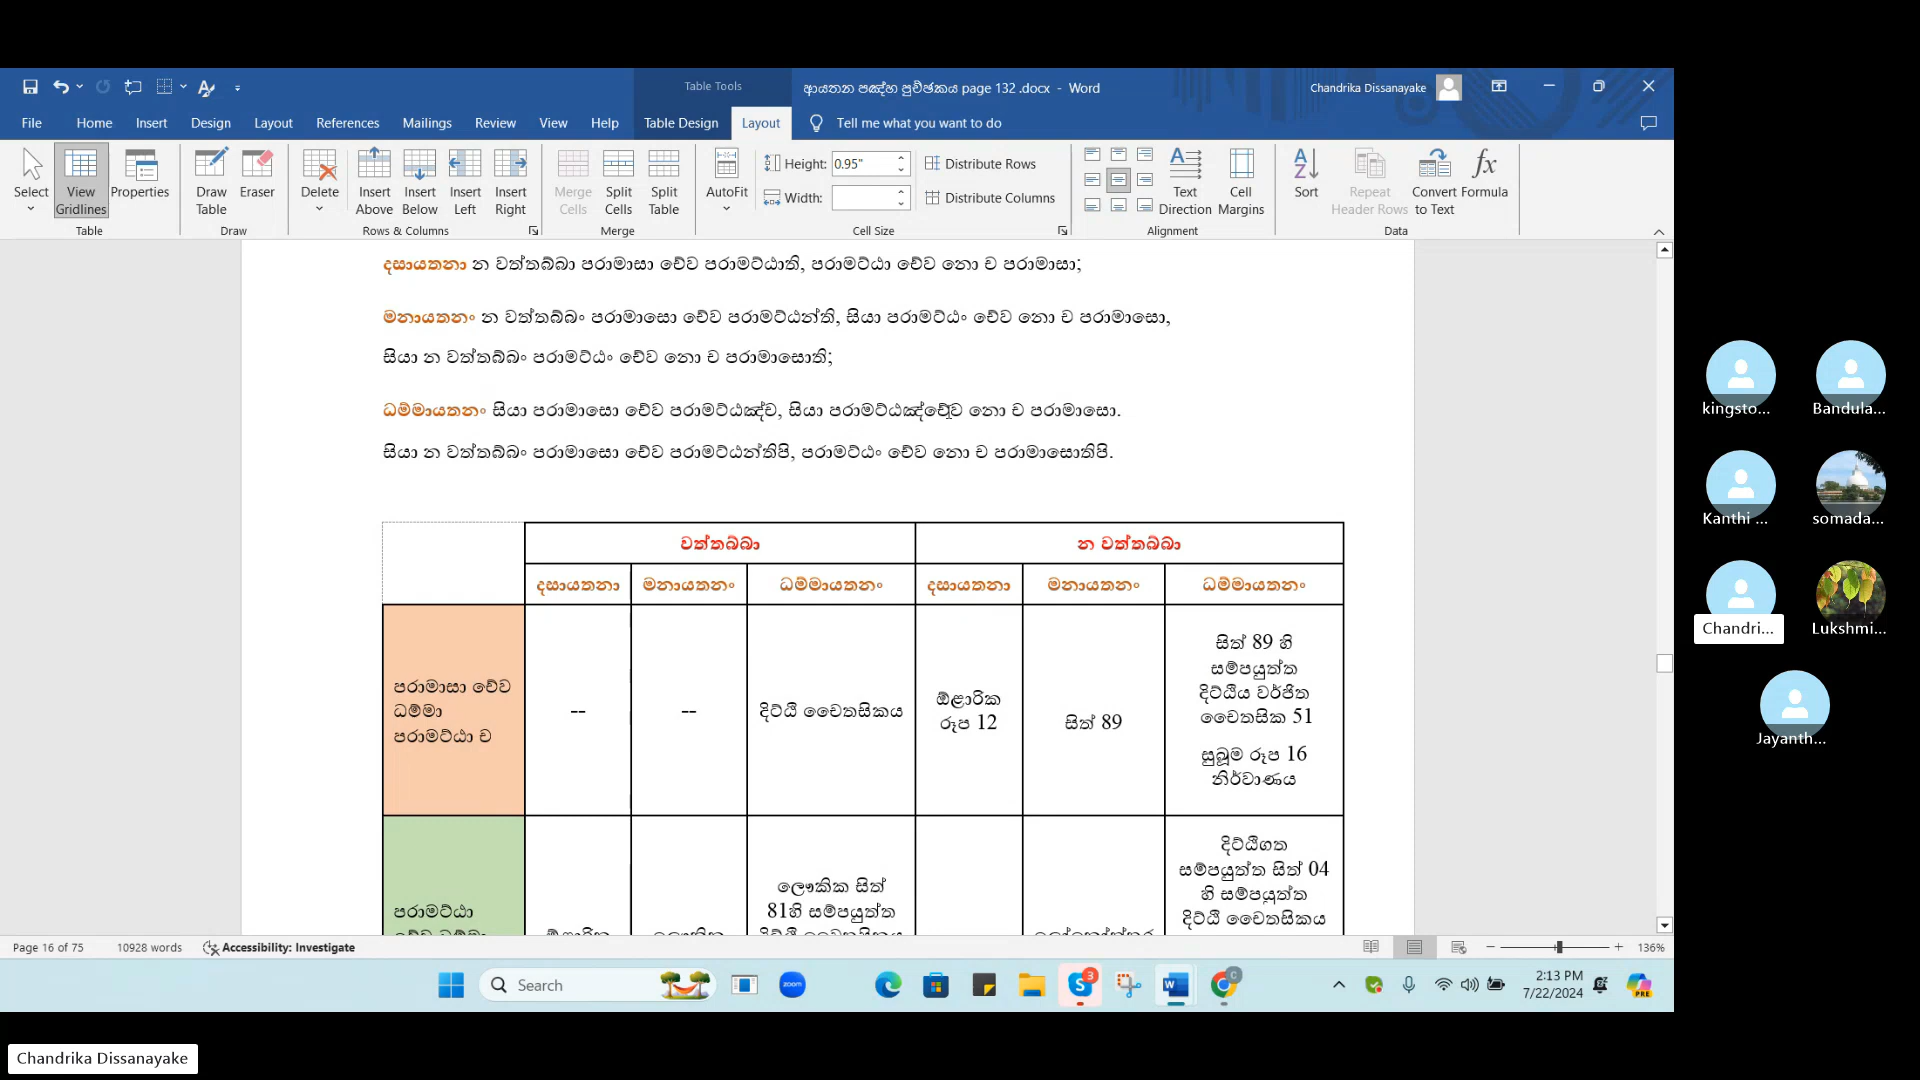 Table Tools
ආයතන පඤ්හ පුච්ඡකය page 132 .docx - Word
Chandrika Dissanayake
File Home Insert Design Layout References Mailings Review View Help Table Design Layout Tell me what you want to do
Select View Gridlines Properties Draw Table Eraser Delete Insert Above Insert Below Insert Left Insert Right Merge Cells Split Cells Split Table AutoFit Height: 0.95" Distribute Rows
Width: Distribute Columns Text Direction Cell Margins Sort Repeat Header Rows Convert to Text Formula
Table Draw Rows & Columns Merge Cell Size Alignment Data
දසායතනා න වත්තබ්බා පරාමාසා චේව පරාමට්ඨාති, පරාමට්ඨා චේව නො ච පරාමාසා;
මනායතනං න වත්තබ්බං පරාමාසො චේව පරාමට්ඨන්ති, සියා පරාමට්ඨං චේව නො ච පරාමාසො,
සියා න වත්තබ්බං පරාමට්ඨං චේව නො ච පරාමාසොති;
ධම්මායතනං සියා පරාමාසො චේව පරාමට්ඨඤ්ච, සියා පරාමට්ඨඤ්චේව නො ච පරාමාසො.
සියා න වත්තබ්බං පරාමාසො චේව පරාමට්ඨන්තිපි, පරාමට්ඨං චේව නො ච පරාමාසොතිපි.
වත්තබ්බා න වත්තබ්බා
දසායතනා මනායතනං ධම්මායතනං දසායතනා මනායතනං ධම්මායතනං
පරාමාසා චේව
ධම්මා
පරාමට්ඨා ච
--
--
දිට්ඨි චෛතසිකය
ඕළාරික
රූප 12
සිත් 89
සිත් 89 හි
සම්පයුත්ත
දිට්ඨිය වර්ජිත
චෛතසික 51
සුඛුම රූප 16
නිර්වාණය
පරාමට්ඨා
ලෞකික සිත්
81හි සම්පයුත්ත
දිට්ඨිගත
සම්පයුත්ත සිත් 04
හි සම්පයුත්ත
දිට්ඨි චෛතසිකය
kingsto... Bandula...
Kanthi ... somada...
Chandri... Lukshmi...
Jayanth...
Page 16 of 75 10928 words Accessibility: Investigate 136%
Search
zoom
3
2:13 PM
7/22/2024
Chandrika Dissanayake